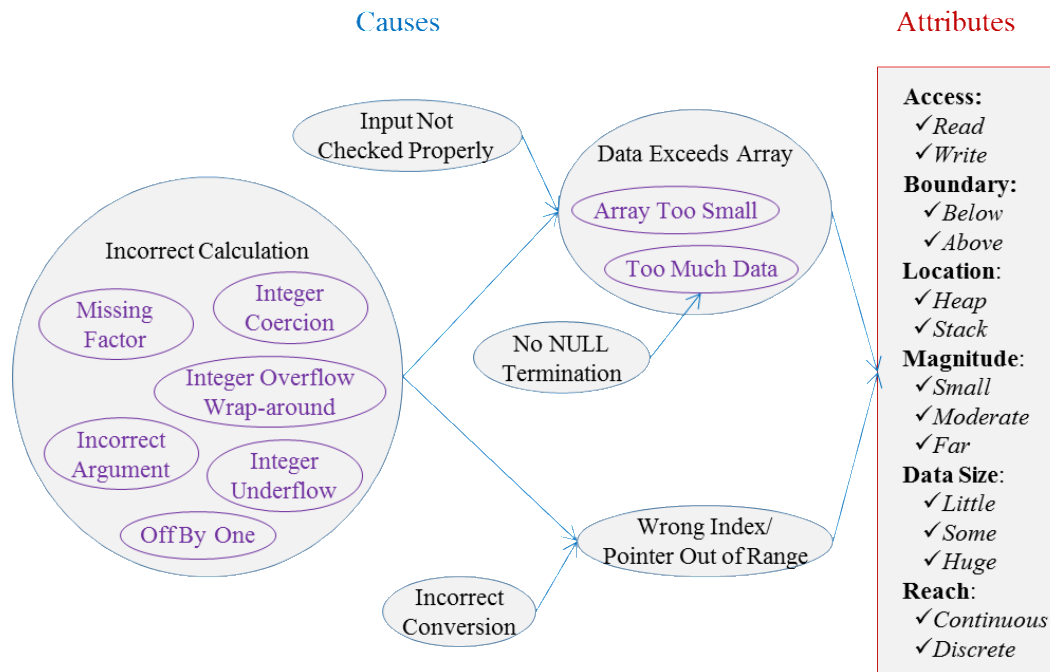 Causes
Attributes
Input Not
Checked Properly
Data Exceeds Array
Array Too Small
Too Much Data
Incorrect Calculation
Missing
Factor
Integer
Coercion
Integer Overflow
Wrap-around
Incorrect
Argument
Integer
Underflow
Off By One
No NULL
Termination
Wrong Index/
Pointer Out of Range
Incorrect
Conversion
Access:
✓Read
✓Write
Boundary:
✓Below
✓Above
Location:
✓Heap
✓Stack
Magnitude:
✓Small
✓Moderate
✓Far
Data Size:
✓Little
✓Some
✓Huge
Reach:
✓Continuous
✓Discrete